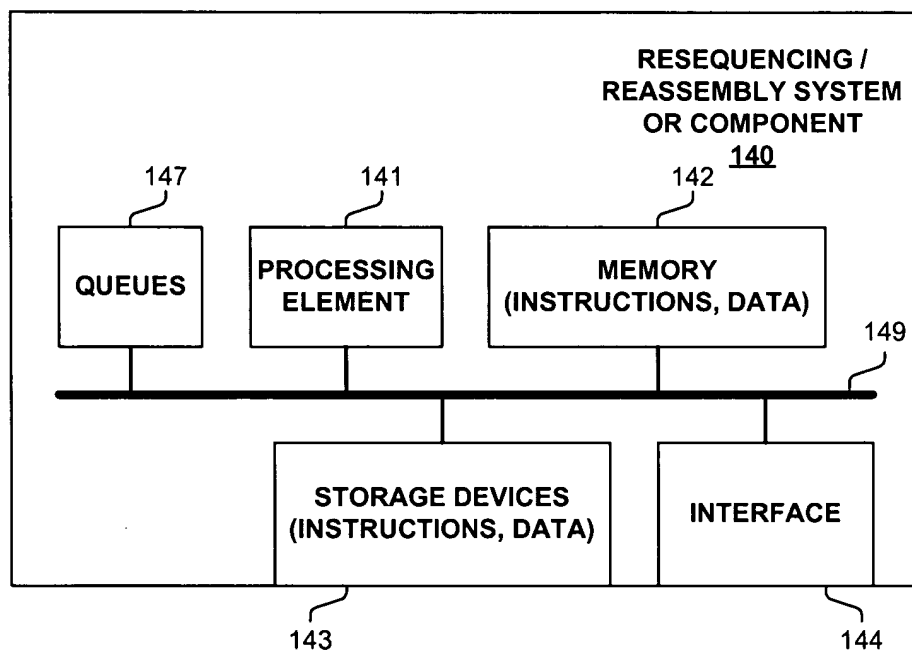 RESEQUENCING /
REASSEMBLY SYSTEM
OR COMPONENT
140
147
141
142
QUEUES
PROCESSING
ELEMENT
MEMORY
(INSTRUCTIONS, DATA)
149
STORAGE DEVICES
(INSTRUCTIONS, DATA)
INTERFACE
143
144